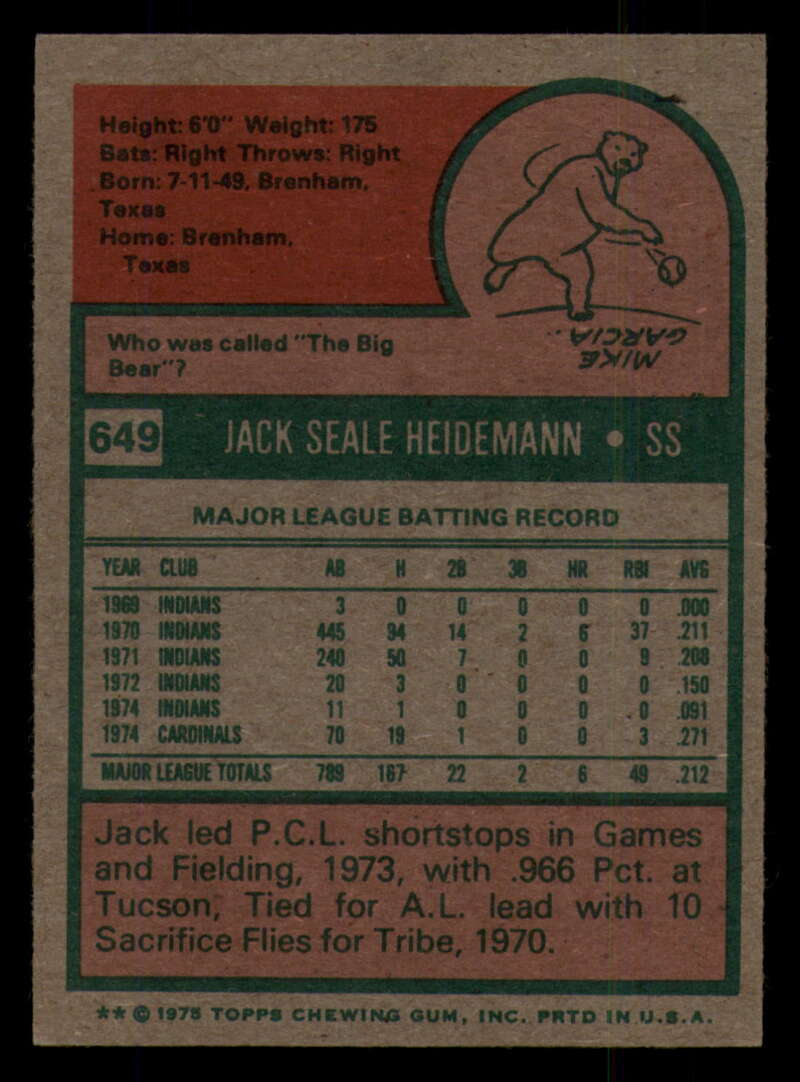 Height: 6'0" Weight: 175
Bats: Right Throws: Right
Born: 7-11-49, Brenham,
Texas
Home: Brenham,
Texas
MIKE
GARCIA..
Who was called "The Big
Bear"?
649 JACK SEALE HEIDEMANN • SS
MAJOR LEAGUE BATTING RECORD
YEAR CLUB AB H 2B 3B HR RBI AVG
1969 INDIANS 3 0 0 0 0 0 .000
1970 INDIANS 445 94 14 2 6 37 .211
1971 INDIANS 240 50 7 0 0 9 .208
1972 INDIANS 20 3 0 0 0 0 .150
1974 INDIANS 11 1 0 0 0 0 .091
1974 CARDINALS 70 19 1 0 0 3 .271
MAJOR LEAGUE TOTALS 789 167 22 2 6 49 .212
Jack led P.C.L. shortstops in Games
and Fielding, 1973, with .966 Pct. at
Tucson, Tied for A.L. lead with 10
Sacrifice Flies for Tribe, 1970.
** © 1975 TOPPS CHEWING GUM, INC. PRTD IN U.S.A.